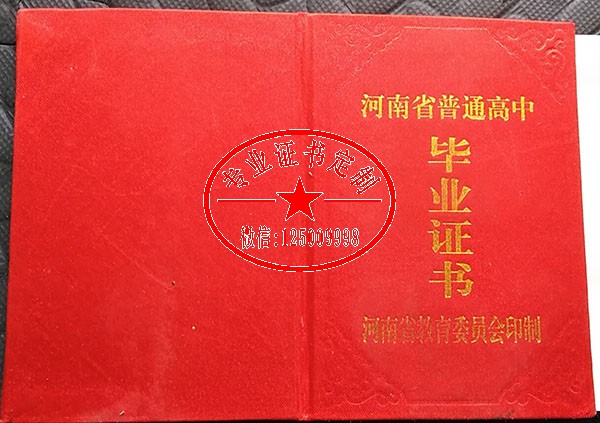 河南省普通高中
毕业证书
河南省教育委员会印制
专业证书定制
微信:125009998